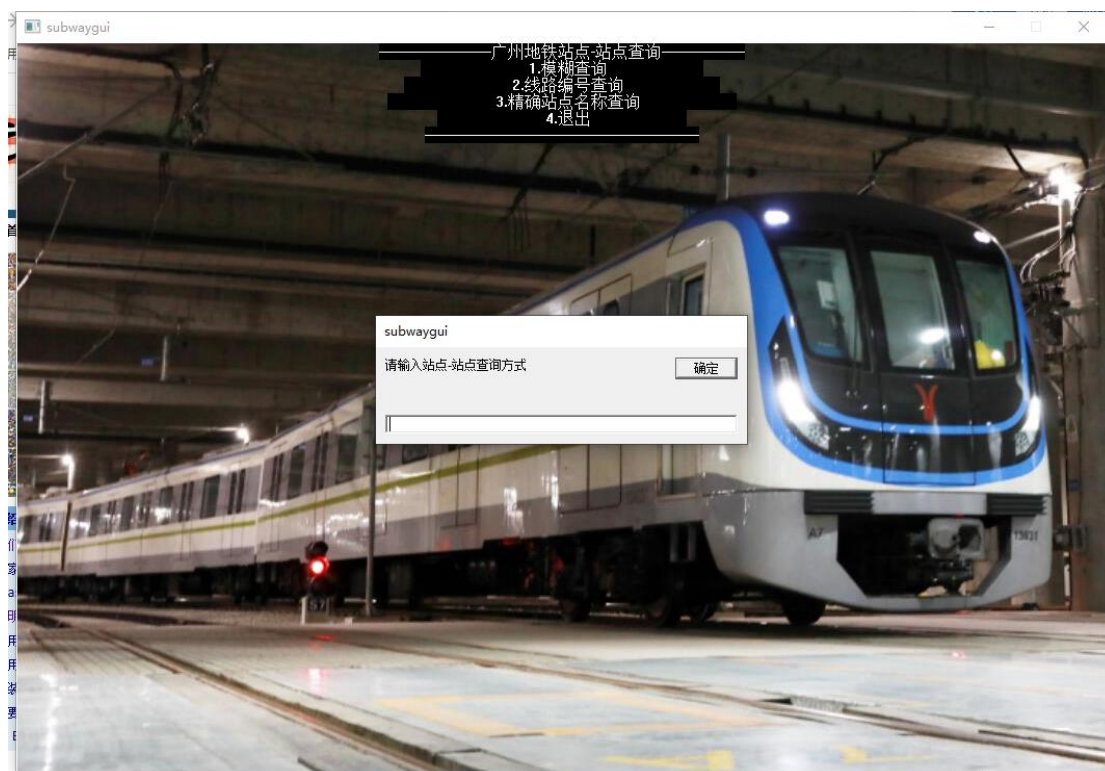 subwaygui
广州地铁站点-站点查询
1.模糊查询
2.线路编号查询
3.精确站点名称查询
4.退出
subwaygui
请输入站点-站点查询方式
确定
A7